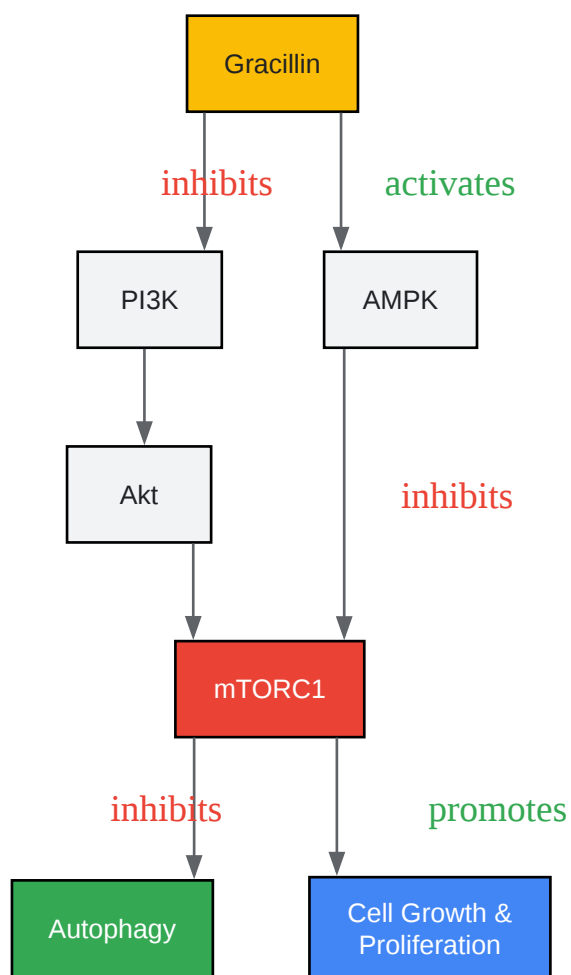 Gracillin
inhibits
activates
PI3K
AMPK
Akt
inhibits
mTORC1
inhibits
promotes
Autophagy
Cell Growth &
Proliferation